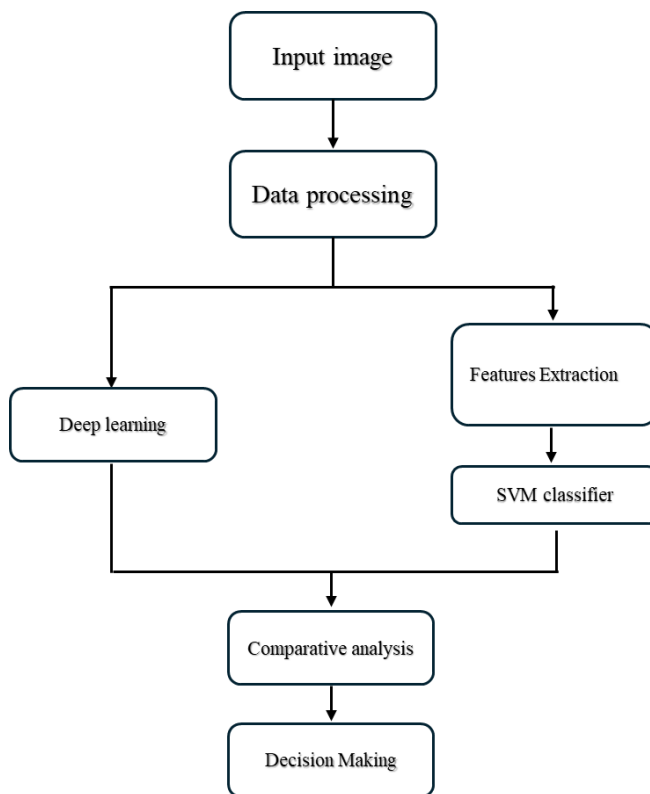 Input image
Data processing
Features Extraction
Deep learning
SVM classifier
Comparative analysis
Decision Making